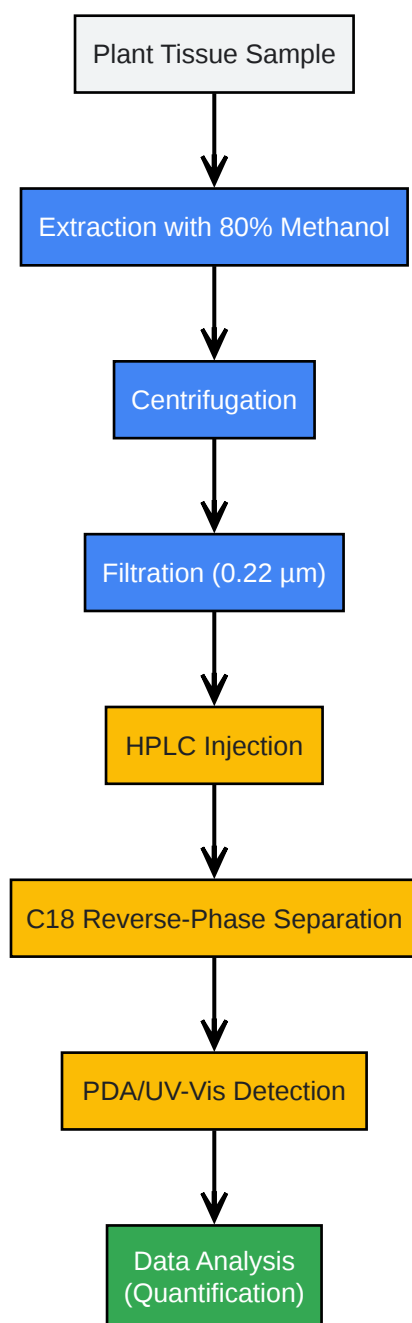 Plant Tissue Sample
Extraction with 80% Methanol
Centrifugation
Filtration (0.22 µm)
HPLC Injection
C18 Reverse-Phase Separation
PDA/UV-Vis Detection
Data Analysis
(Quantification)